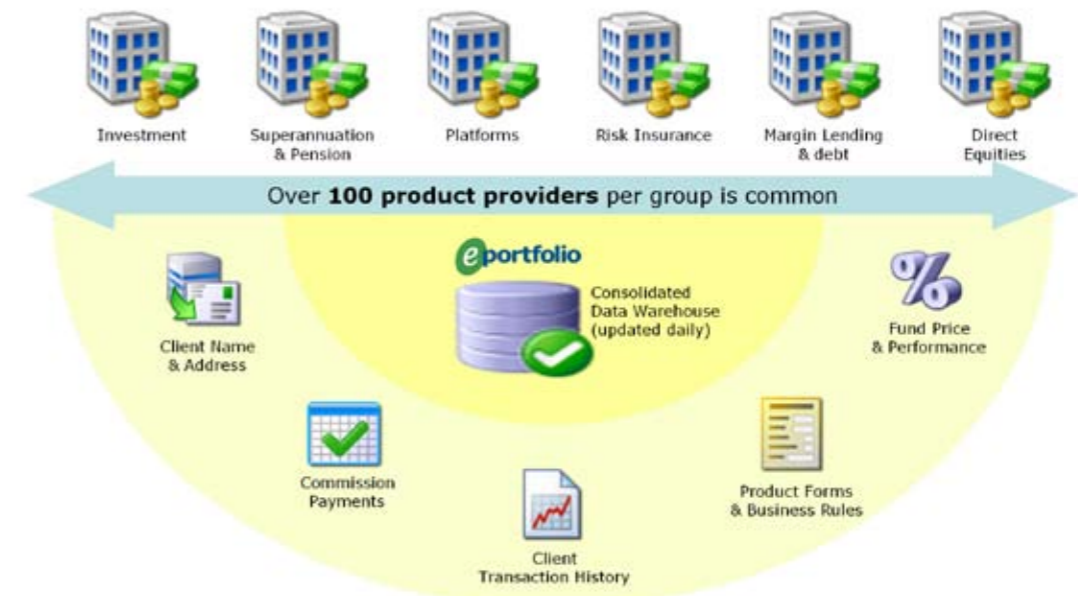 Investment
Superannuation
& Pension
Platforms
Risk Insurance
Margin Lending
& debt
Direct
Equities
Over 100 product providers per group is common
eportfolio
Consolidated
Data Warehouse
(updated daily)
Client Name
& Address
Fund Price
& Performance
Commission
Payments
Product Forms
& Business Rules
Client
Transaction History